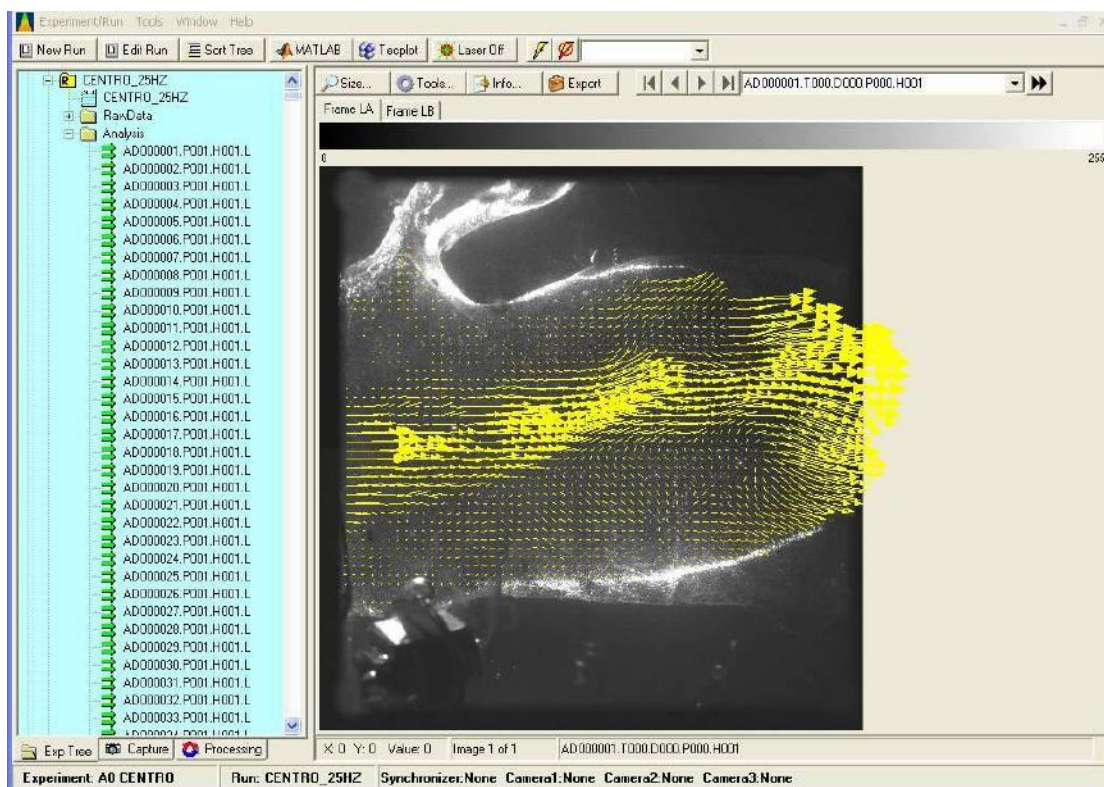 Experiment/Run Tools Window Help
New Run Edit Run Sort Tree MATLAB Tecplot Laser Off
CENTRO_25HZ
CENTRO_25HZ
RawData
Analysis
AD000001.P001.H001.L
AD000002.P001.H001.L
AD000003.P001.H001.L
AD000004.P001.H001.L
AD000005.P001.H001.L
AD000006.P001.H001.L
AD000007.P001.H001.L
AD000008.P001.H001.L
AD000009.P001.H001.L
AD000010.P001.H001.L
AD000011.P001.H001.L
AD000012.P001.H001.L
AD000013.P001.H001.L
AD000014.P001.H001.L
AD000015.P001.H001.L
AD000016.P001.H001.L
AD000017.P001.H001.L
AD000018.P001.H001.L
AD000019.P001.H001.L
AD000020.P001.H001.L
AD000021.P001.H001.L
AD000022.P001.H001.L
AD000023.P001.H001.L
AD000024.P001.H001.L
AD000025.P001.H001.L
AD000026.P001.H001.L
AD000027.P001.H001.L
AD000028.P001.H001.L
AD000029.P001.H001.L
AD000030.P001.H001.L
AD000031.P001.H001.L
AD000032.P001.H001.L
AD000033.P001.H001.L
Exp Tree Capture Processing
Size... Tools... Info... Export AD000001.T000.D000.P000.H001
Frame LA Frame LB
0 255
X: 0 Y: 0 Value: 0 Image 1 of 1 AD000001.T000.D000.P000.H001
Experiment: A0 CENTRO Run: CENTRO_25HZ Synchronizer:None Camera1:None Camera2:None Camera3:None